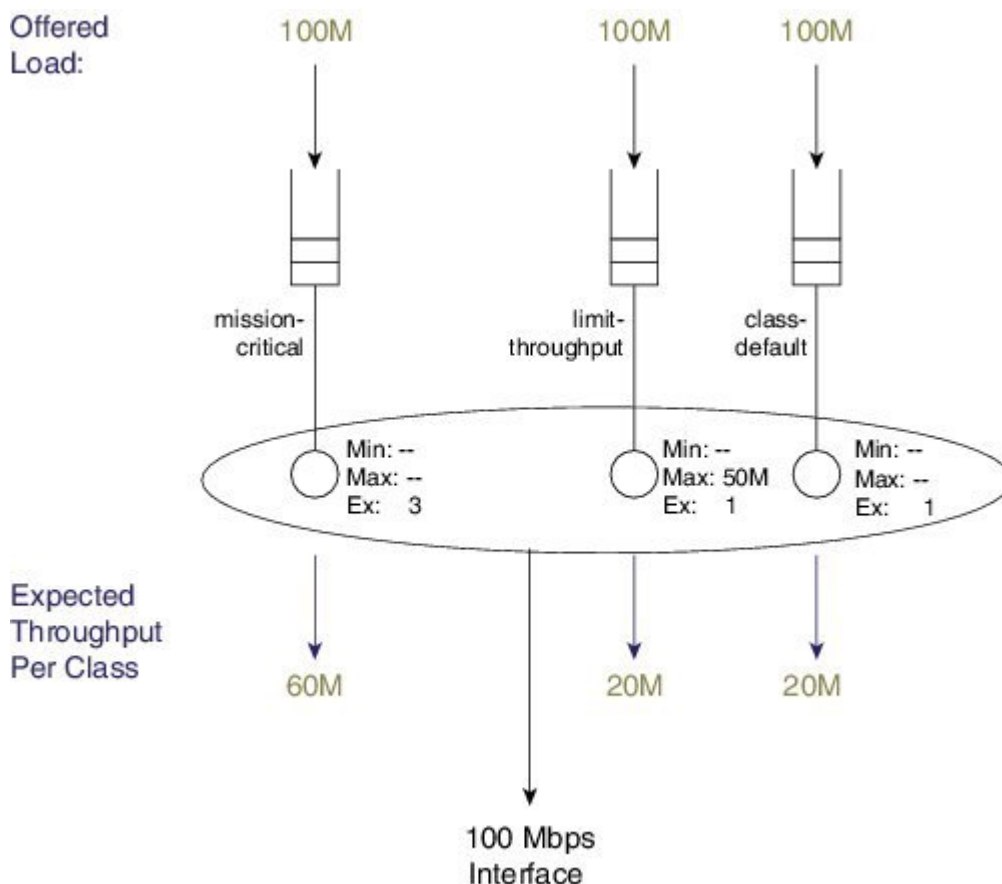 Offered
Load:
100M
100M
100M
mission-
critical
limit-
throughput
class-
default
Min: --
Max: --
Ex: 3
Min: --
Max: 50M
Ex: 1
Min: --
Max: --
Ex: 1
Expected
Throughput
Per Class
60M
20M
20M
100 Mbps
Interface